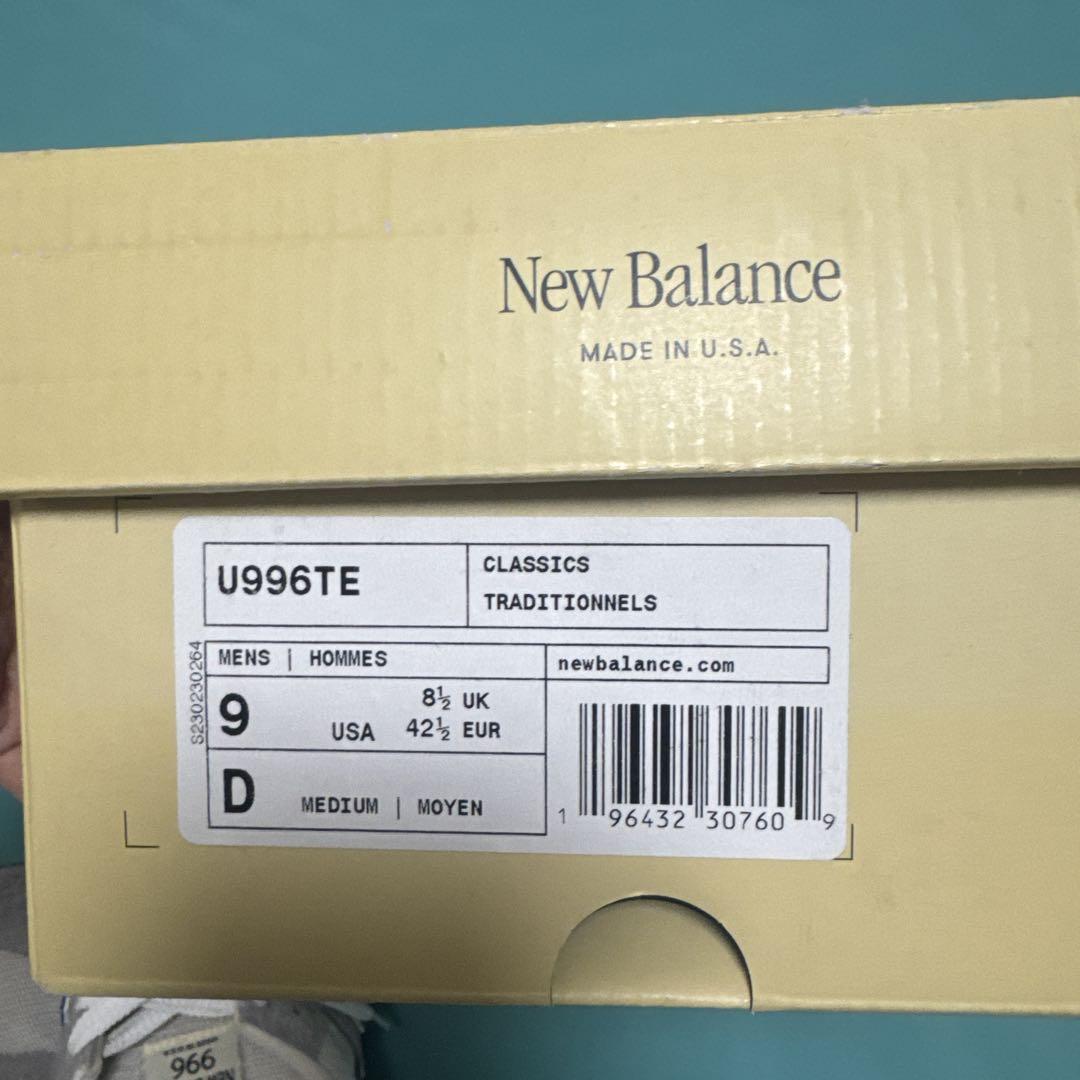 New Balance
MADE IN U.S.A.
U996TE
CLASSICS
TRADITIONNELS
S230230264
MENS | HOMMES
newbalance.com
9
USA
8½ UK
42½ EUR
D
MEDIUM | MOYEN
1 96432 30760 9
996